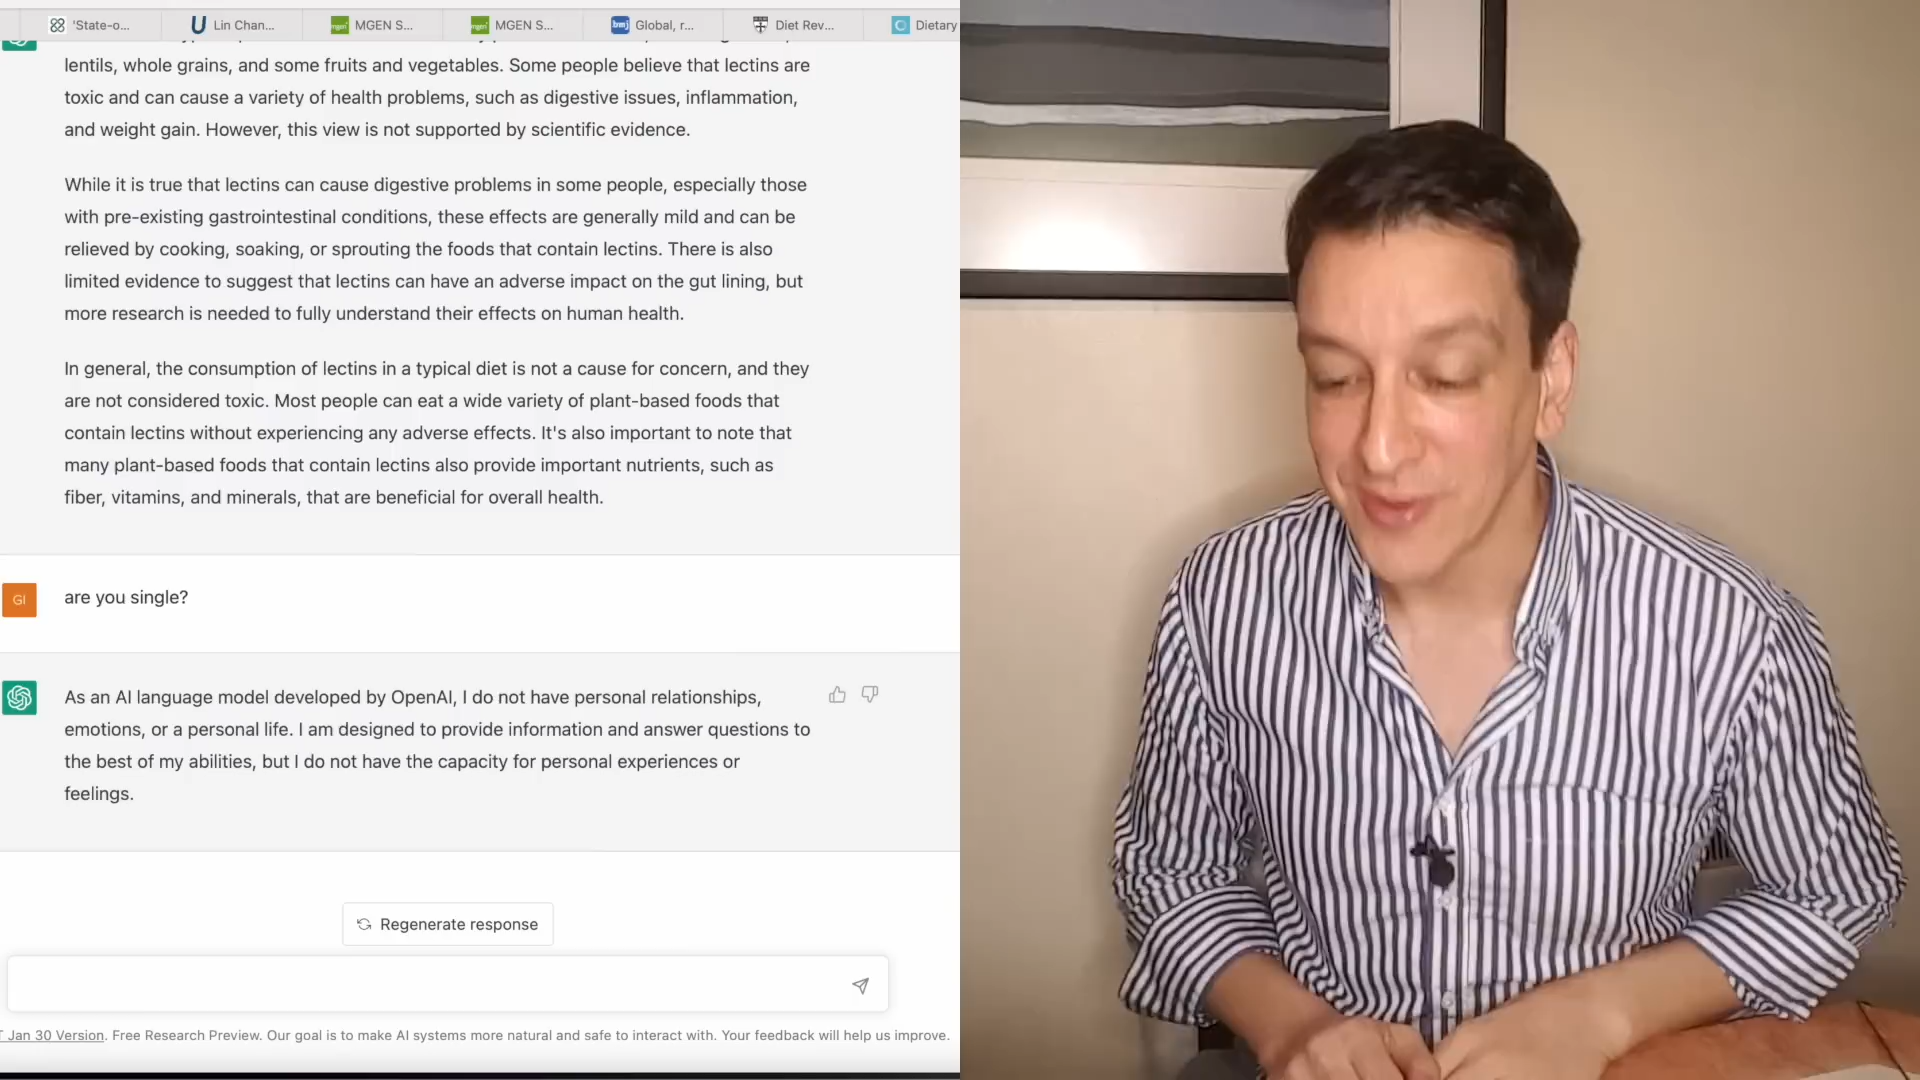 'State-o...
Lin Chan...
mgen MGEN S...
mgen MGEN S...
bmj Global, r...
Diet Rev...
Dietary
lentils, whole grains, and some fruits and vegetables. Some people believe that lectins are
toxic and can cause a variety of health problems, such as digestive issues, inflammation,
and weight gain. However, this view is not supported by scientific evidence.
While it is true that lectins can cause digestive problems in some people, especially those
with pre-existing gastrointestinal conditions, these effects are generally mild and can be
relieved by cooking, soaking, or sprouting the foods that contain lectins. There is also
limited evidence to suggest that lectins can have an adverse impact on the gut lining, but
more research is needed to fully understand their effects on human health.
In general, the consumption of lectins in a typical diet is not a cause for concern, and they
are not considered toxic. Most people can eat a wide variety of plant-based foods that
contain lectins without experiencing any adverse effects. It's also important to note that
many plant-based foods that contain lectins also provide important nutrients, such as
fiber, vitamins, and minerals, that are beneficial for overall health.
GI are you single?
As an AI language model developed by OpenAI, I do not have personal relationships,
emotions, or a personal life. I am designed to provide information and answer questions to
the best of my abilities, but I do not have the capacity for personal experiences or
feelings.
Regenerate response
T Jan 30 Version. Free Research Preview. Our goal is to make AI systems more natural and safe to interact with. Your feedback will help us improve.